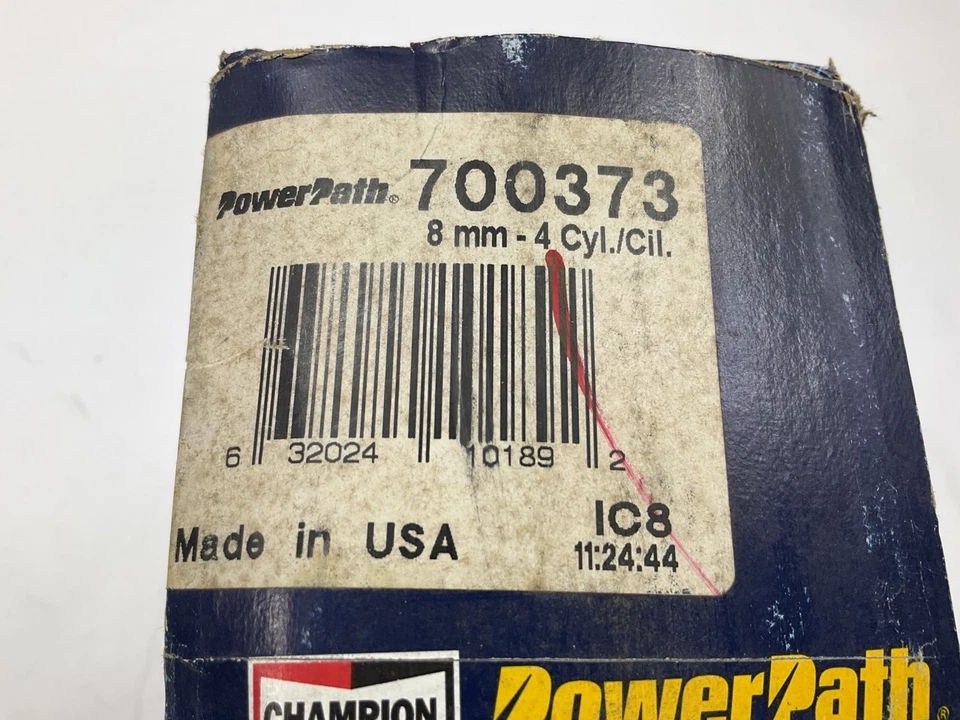 PowerPath® 700373
8 mm - 4 Cyl./Cil.
6 32024 10189 2
Made in USA
IC8
11:24:44
CHAMPION
PowerPath®